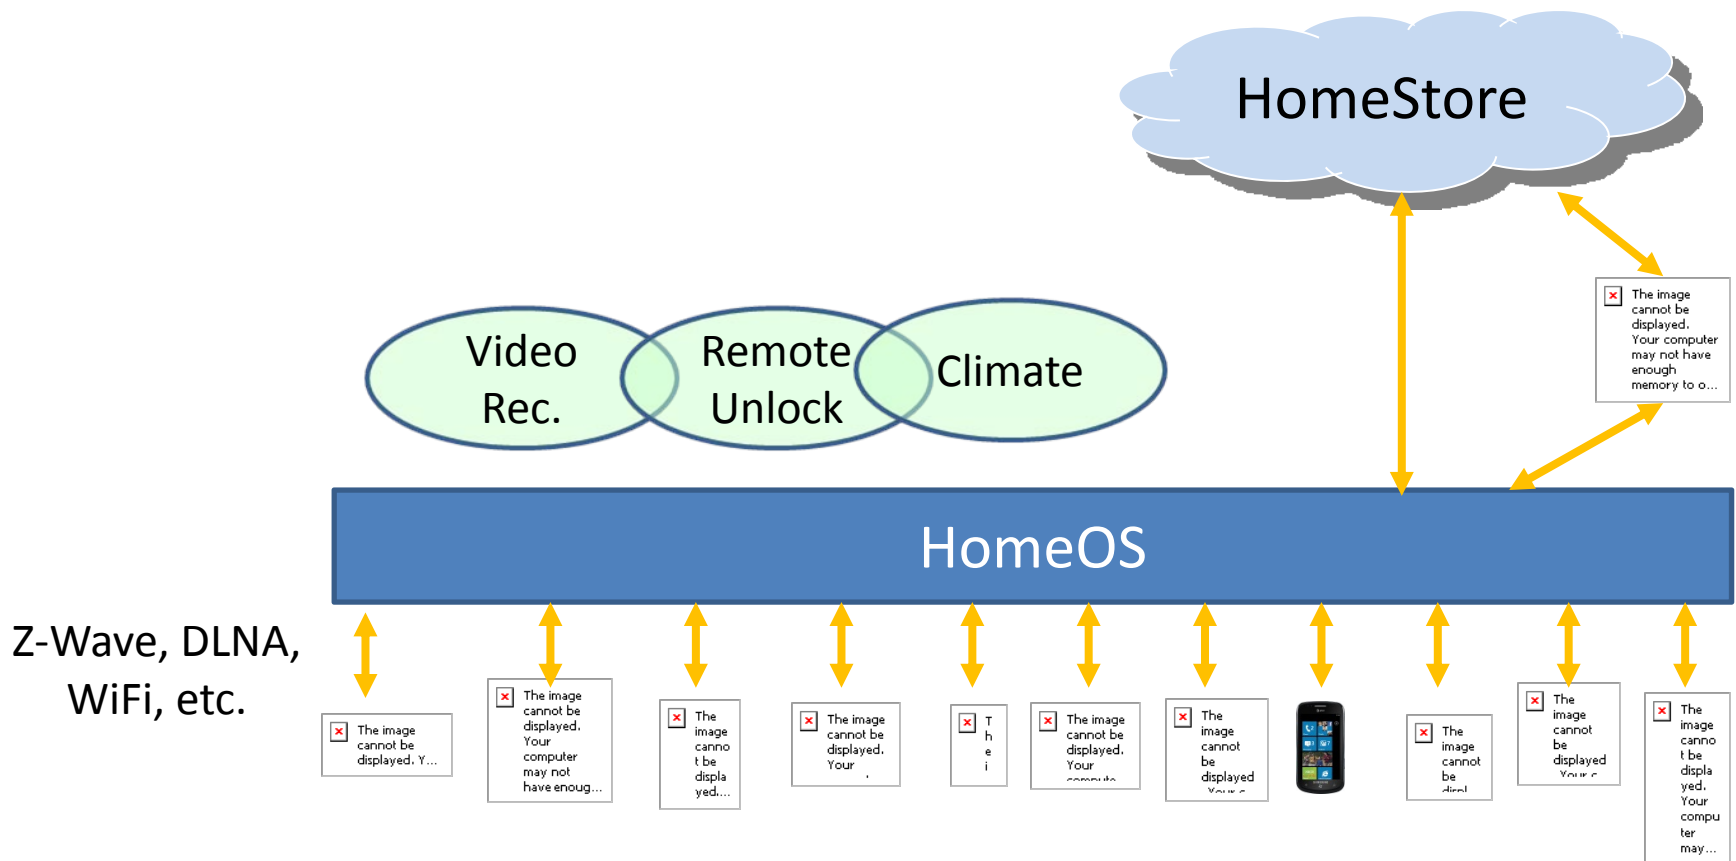 HomeStore
The image
cannot be
displayed.
Your computer
may not have
enough
memory to o...
Video
Rec.
Remote
Unlock
Climate
HomeOS
Z-Wave, DLNA,
WiFi, etc.
The image
cannot be
displayed. Y...
The image
cannot be
displayed.
Your
computer
may not
have enoug...
The
image
canno
t be
displa
yed....
The image
cannot be
displayed.
Your
T
h
e
i
The image
cannot be
displayed.
Your
compute
The
image
cannot
be
displayed
. Your c
The
image
cannot
be
displ
The
image
cannot
be
displayed
. Your c
The
image
canno
t be
displa
yed.
Your
compu
ter
may...